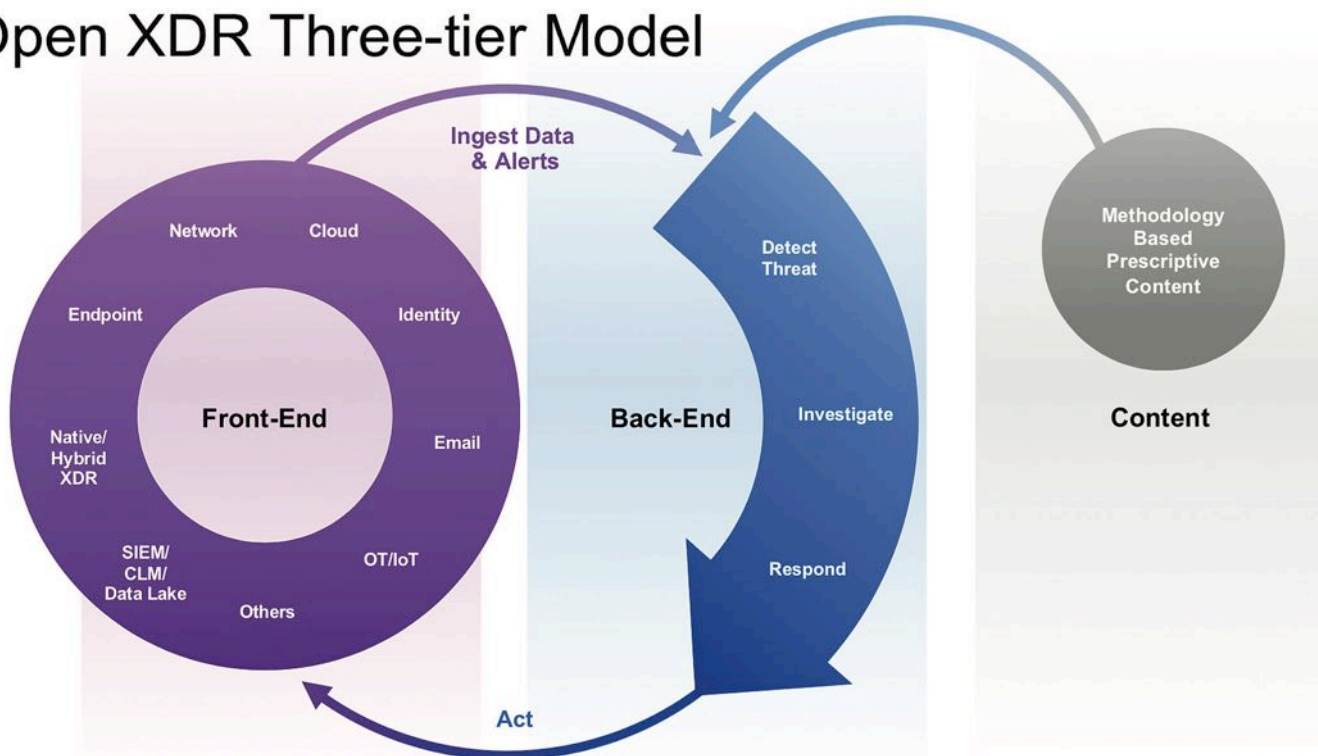 Open XDR Three-tier Model
Ingest Data
& Alerts
Network
Cloud
Endpoint
Identity
Front-End
Native/
Hybrid
XDR
Email
SIEM/
CLM/
Data Lake
OT/IoT
Others
Detect
Threat
Back-End
Investigate
Respond
Act
Methodology
Based
Prescriptive
Content
Content